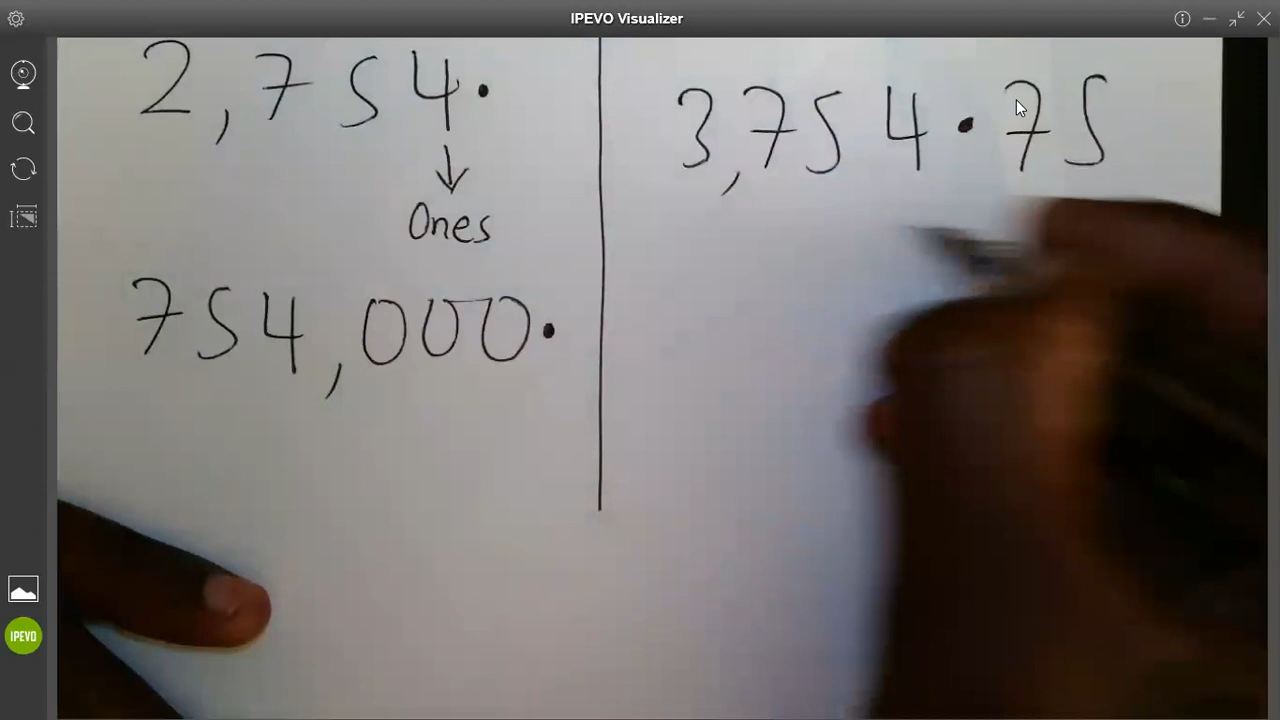 IPEVO Visualizer
2,754.
Ones
754,000.
3,754.75
IPEVO